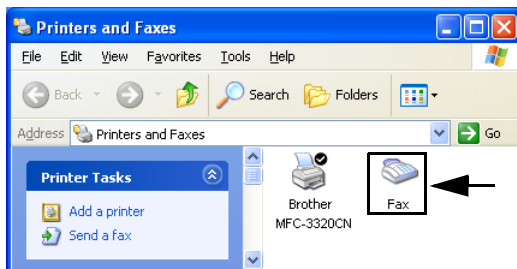 Printers and Faxes
File Edit View Favorites Tools Help
Back Search Folders
Address Printers and Faxes Go
Printer Tasks
Add a printer
Send a fax
Brother
MFC-3320CN
Fax